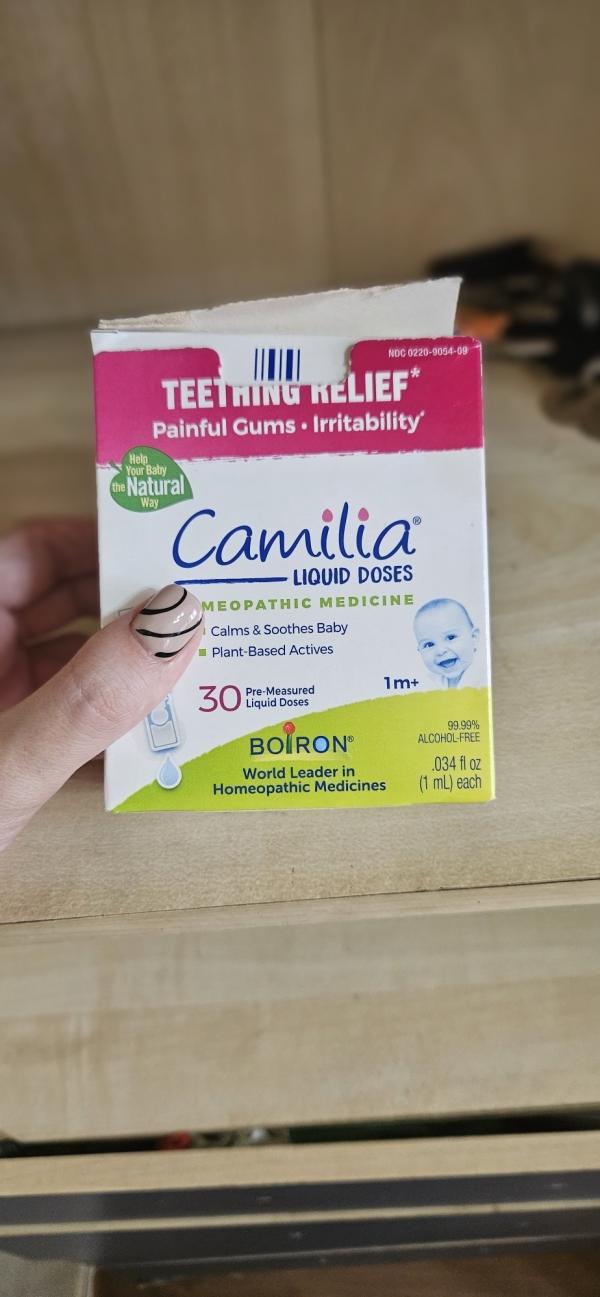 NDC 0220-9054-09
TEETHING RELIEF*
Painful Gums • Irritability*
Help
Your Baby
the Natural
Way
Camilia®
LIQUID DOSES
MEOPATHIC MEDICINE
Calms & Soothes Baby
Plant-Based Actives
30 Pre-Measured
Liquid Doses
1m+
BOIRON®
World Leader in
Homeopathic Medicines
99.99%
ALCOHOL-FREE
.034 fl oz
(1 mL) each